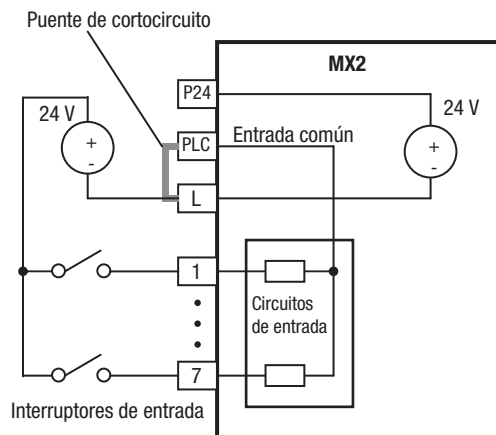 Puente de cortocircuito
MX2
P24
24 V
24 V
+
-
PLC
Entrada común
+
-
L
1
Circuitos
de entrada
7
Interruptores de entrada